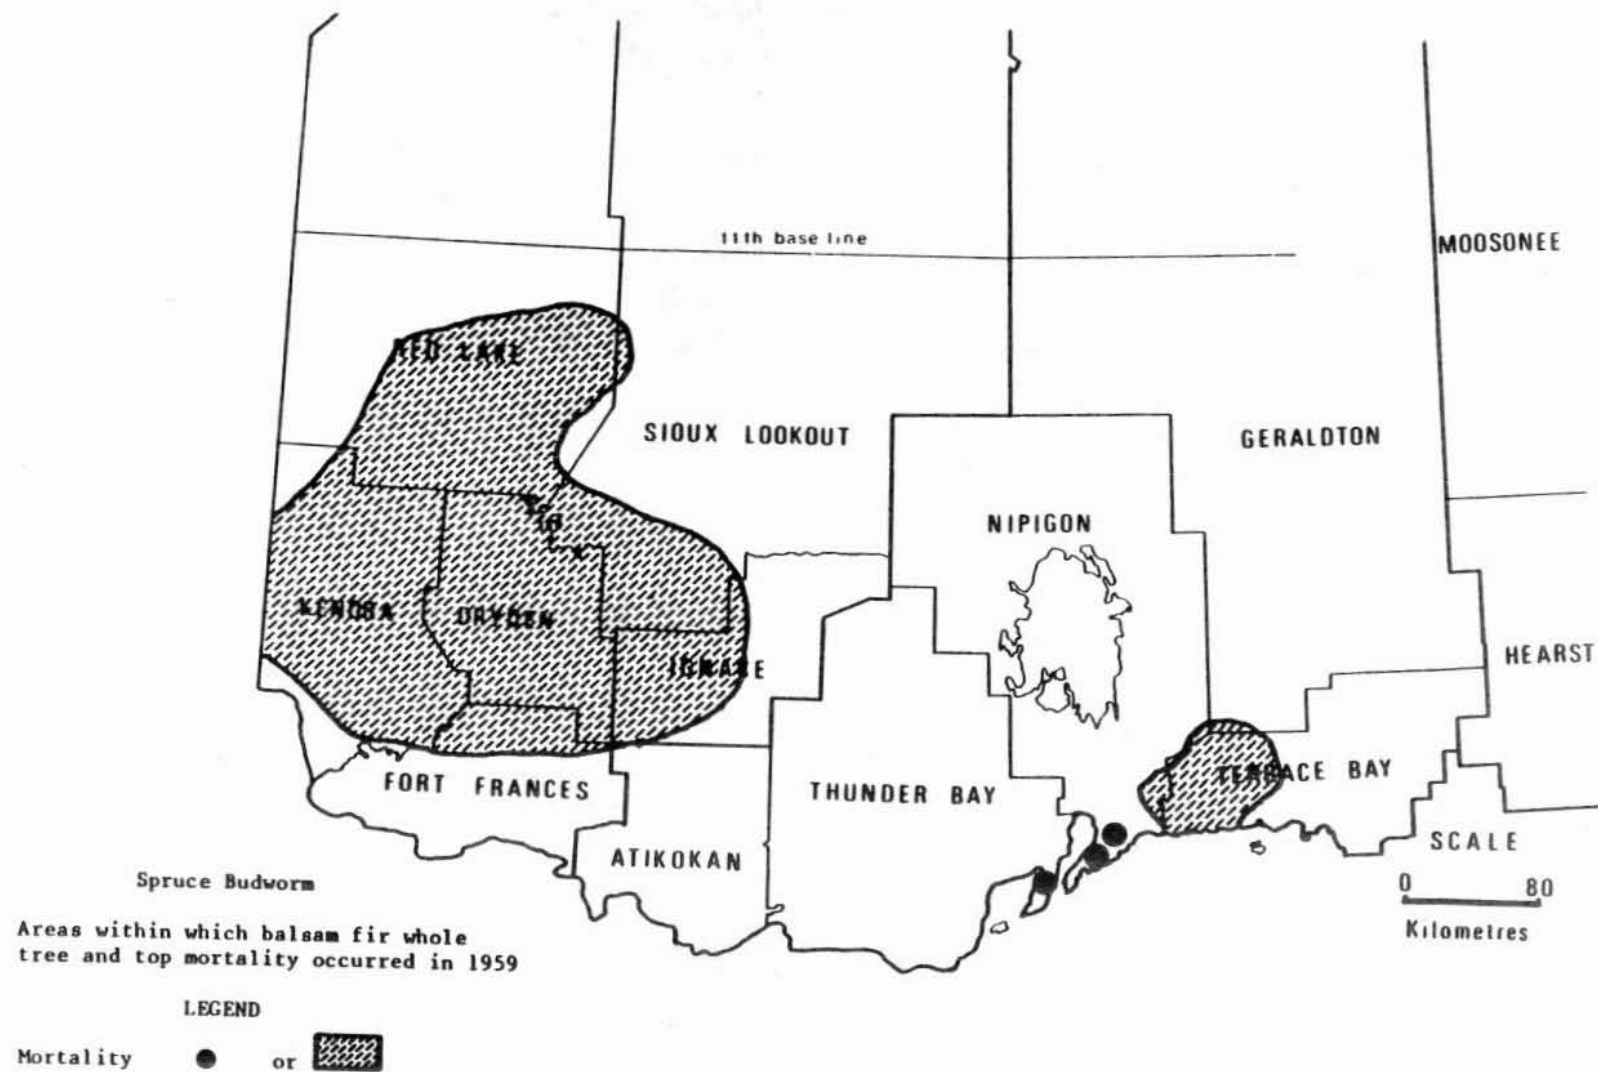 11th base line
MOOSONEE
RED LAKE
SIOUX LOOKOUT
GERALDTON
NIPIGON
KENORA
DRYDEN
IGNACE
HEARST
TERRACE BAY
FORT FRANCES
THUNDER BAY
ATIKOKAN
SCALE
0 80
Kilometres
Spruce Budworm
Areas within which balsam fir whole
tree and top mortality occurred in 1959
LEGEND
Mortality ● or